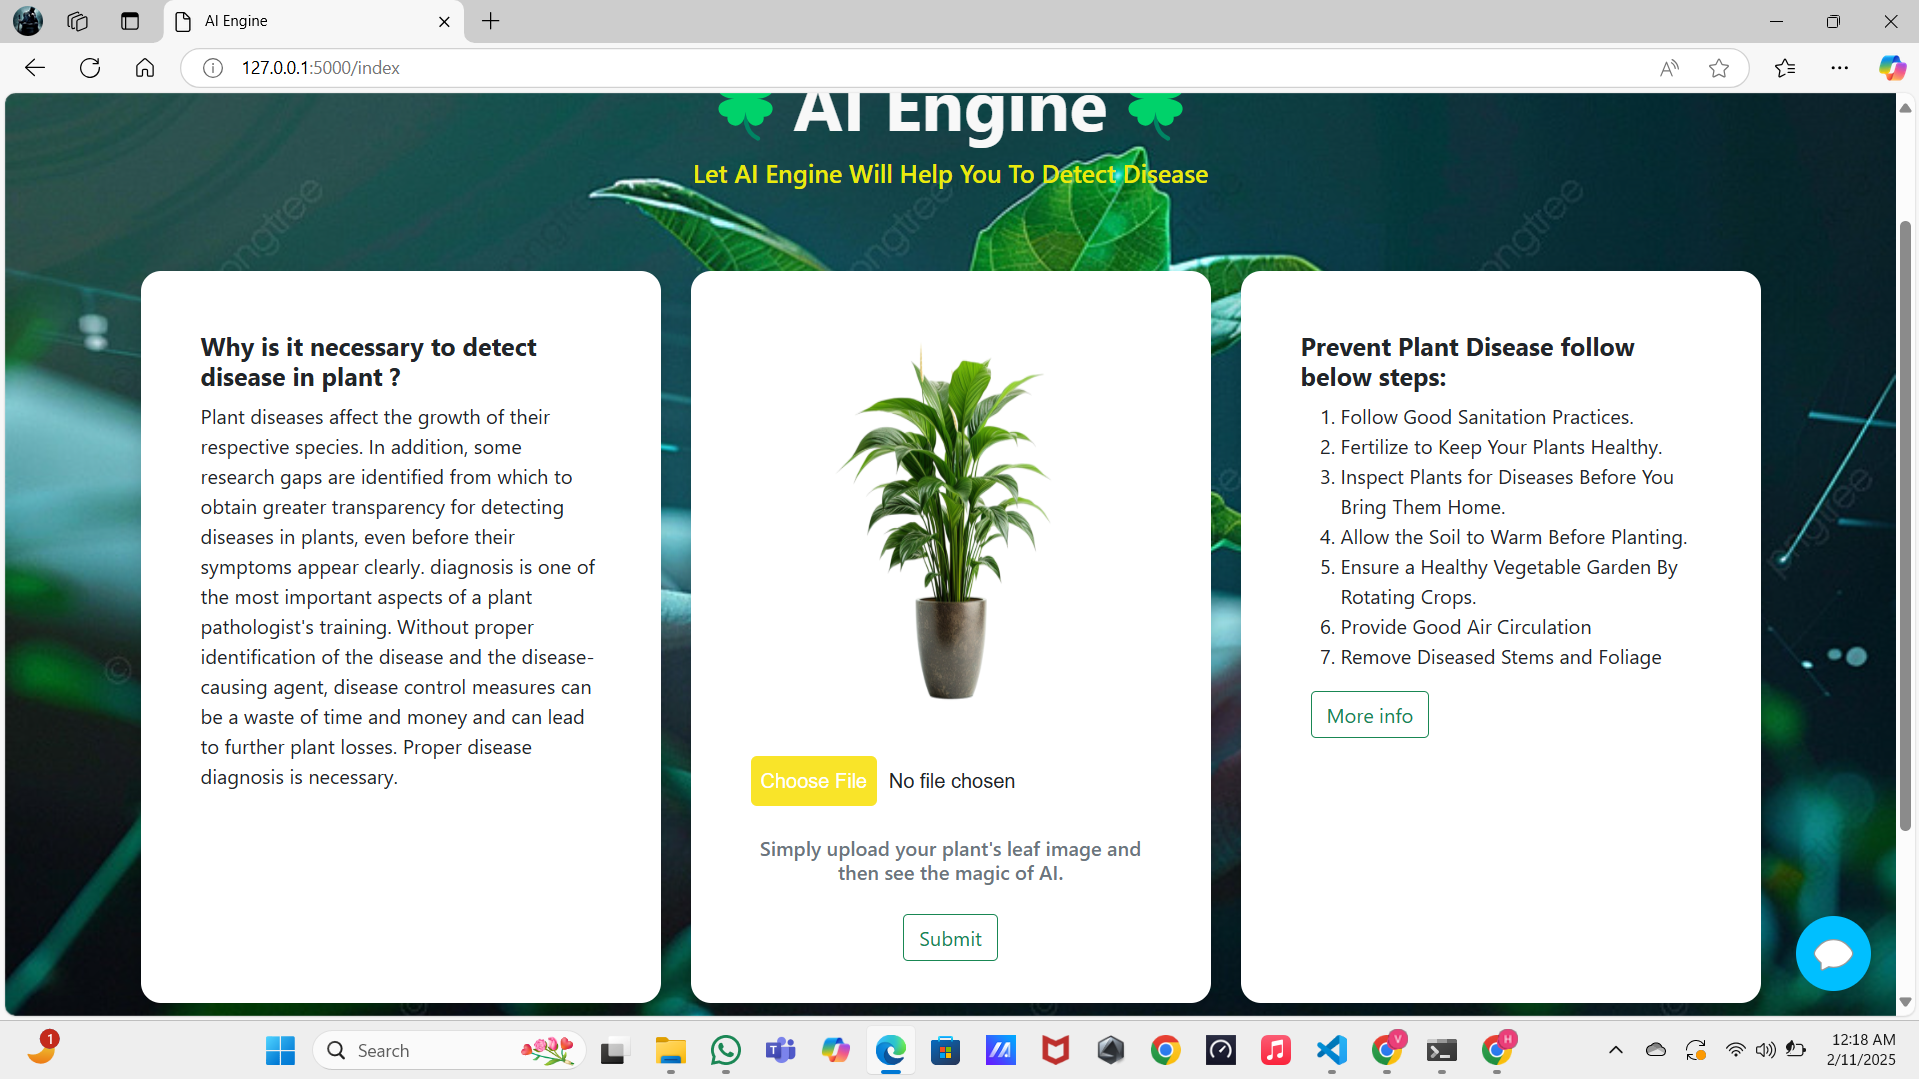 AI Engine
127.0.0.1:5000/index
AI Engine
Let AI Engine Will Help You To Detect Disease
Why is it necessary to detect
disease in plant ?
Plant diseases affect the growth of their
respective species. In addition, some
research gaps are identified from which to
obtain greater transparency for detecting
diseases in plants, even before their
symptoms appear clearly. diagnosis is one of
the most important aspects of a plant
pathologist's training. Without proper
identification of the disease and the disease-
causing agent, disease control measures can
be a waste of time and money and can lead
to further plant losses. Proper disease
diagnosis is necessary.
Choose File No file chosen
Simply upload your plant's leaf image and
then see the magic of AI.
Submit
Prevent Plant Disease follow
below steps:
1. Follow Good Sanitation Practices.
2. Fertilize to Keep Your Plants Healthy.
3. Inspect Plants for Diseases Before You
Bring Them Home.
4. Allow the Soil to Warm Before Planting.
5. Ensure a Healthy Vegetable Garden By
Rotating Crops.
6. Provide Good Air Circulation
7. Remove Diseased Stems and Foliage
More info
pngtree
pngtree
pngtree
1
Search
V
H
12:18 AM
2/11/2025